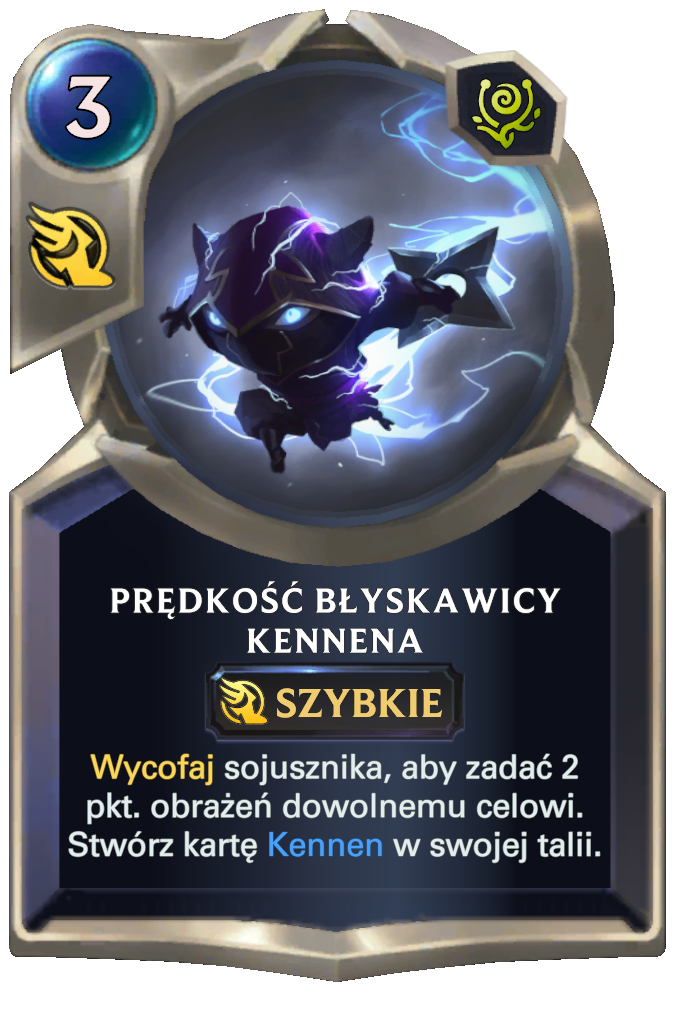 3
PRĘDKOŚĆ BŁYSKAWICY
KENNENA
SZYBKIE
Wycofaj sojusznika, aby zadać 2
pkt. obrażeń dowolnemu celowi.
Stwórz kartę Kennen w swojej talii.